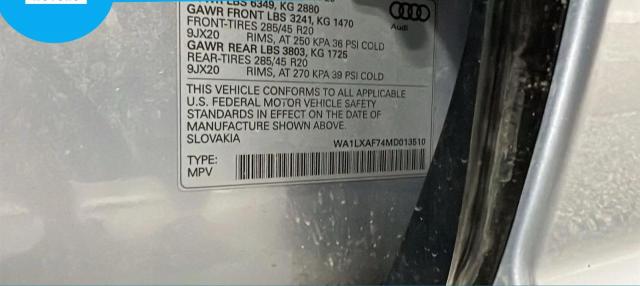 LBS 6349, KG 2880
GAWR FRONT LBS 3241, KG 1470
FRONT-TIRES 285/45 R20
9JX20 RIMS, AT 250 KPA 36 PSI COLD
GAWR REAR LBS 3803, KG 1725
REAR-TIRES 285/45 R20
9JX20 RIMS, AT 270 KPA 39 PSI COLD
Audi
THIS VEHICLE CONFORMS TO ALL APPLICABLE
U.S. FEDERAL MOTOR VEHICLE SAFETY
STANDARDS IN EFFECT ON THE DATE OF
MANUFACTURE SHOWN ABOVE.
SLOVAKIA WA1LXAF74MD013510
TYPE:
MPV